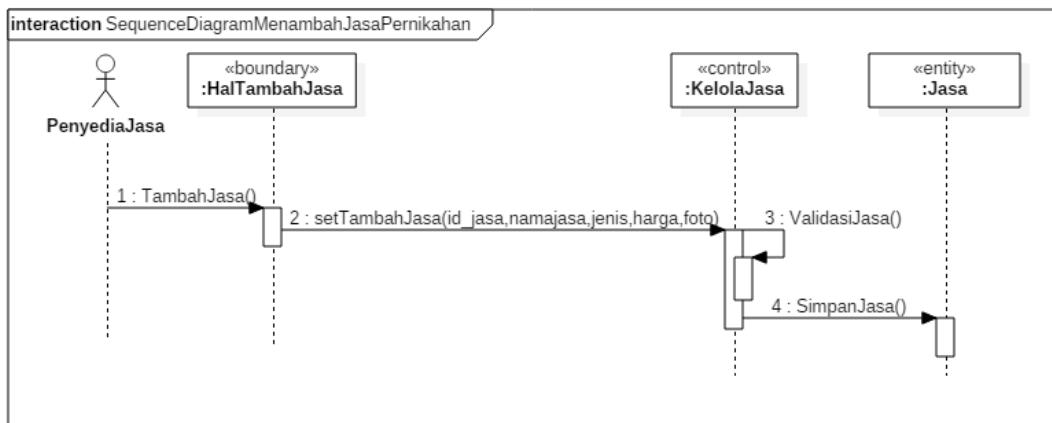 interaction SequenceDiagramMenambahJasaPernikahan
«boundary»
:HalTambahJasa
«control»
:KelolaJasa
«entity»
:Jasa
PenyediaJasa
1 : TambahJasa()
2 : setTambahJasa(id_jasa,namajasa,jenis,harga,foto)
3 : ValidasiJasa()
4 : SimpanJasa()